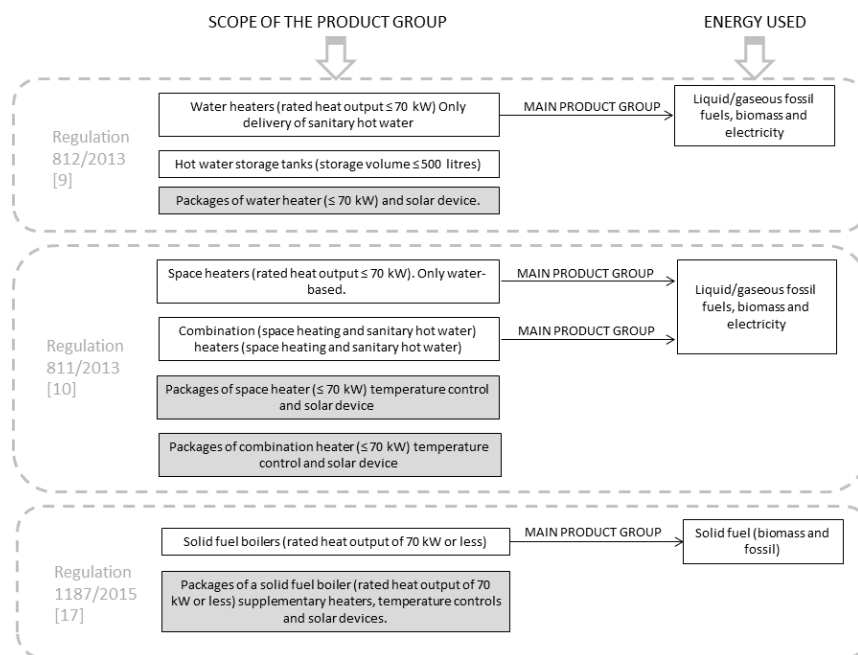 SCOPE OF THE PRODUCT GROUP
ENERGY USED
Regulation
812/2013
[9]
Water heaters (rated heat output ≤ 70 kW) Only
delivery of sanitary hot water
MAIN PRODUCT GROUP
Liquid/gaseous fossil
fuels, biomass and
electricity
Hot water storage tanks (storage volume ≤ 500 litres)
Packages of water heater (≤ 70 kW) and solar device.
Regulation
811/2013
[10]
Space heaters (rated heat output ≤ 70 kW). Only water-
based.
MAIN PRODUCT GROUP
Liquid/gaseous fossil
fuels, biomass and
electricity
Combination (space heating and sanitary hot water)
heaters (space heating and sanitary hot water)
MAIN PRODUCT GROUP
Packages of space heater (≤ 70 kW) temperature control
and solar device
Packages of combination heater (≤ 70 kW) temperature
control and solar device
Regulation
1187/2015
[17]
Solid fuel boilers (rated heat output of 70 kW or less)
MAIN PRODUCT GROUP
Solid fuel (biomass and
fossil)
Packages of a solid fuel boiler (rated heat output of 70
kW or less) supplementary heaters, temperature controls
and solar devices.